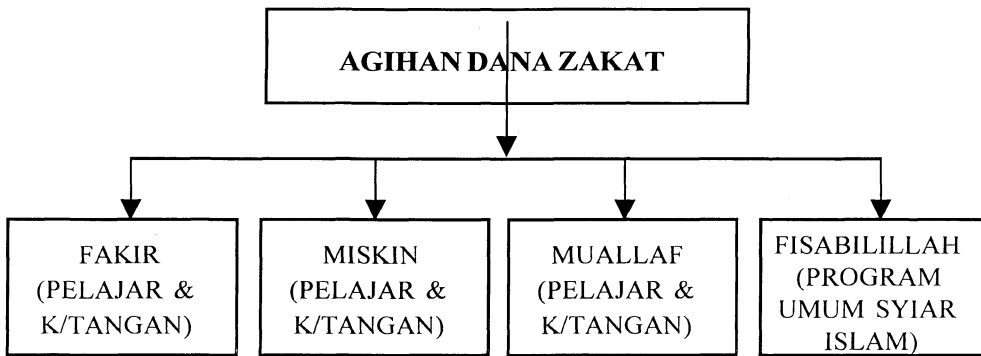 AGIHAN DANA ZAKAT
FAKIR
(PELAJAR &
K/TANGAN)
MISKIN
(PELAJAR &
K/TANGAN)
MUALLAF
(PELAJAR &
K/TANGAN)
FISABILILLAH
(PROGRAM
UMUM SYIAR
ISLAM)